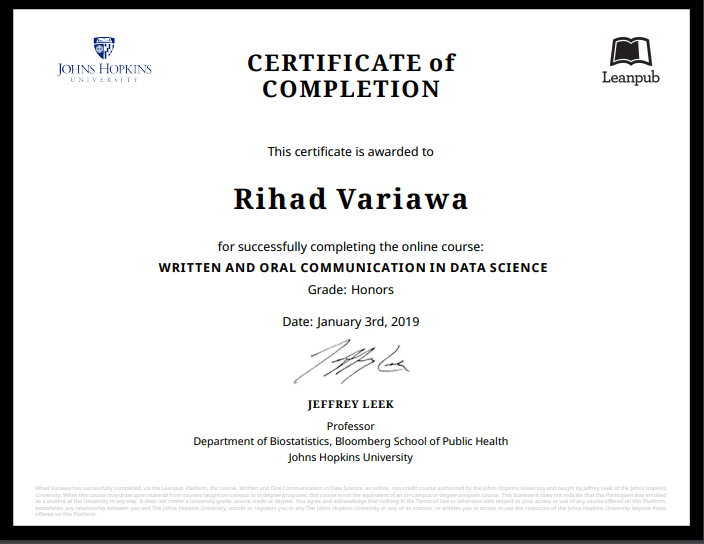 JOHNS HOPKINS
UNIVERSITY
CERTIFICATE of
COMPLETION
Leanpub
This certificate is awarded to
Rihad Variawa
for successfully completing the online course:
WRITTEN AND ORAL COMMUNICATION IN DATA SCIENCE
Grade: Honors
Date: January 3rd, 2019
JEFFREY LEEK
Professor
Department of Biostatistics, Bloomberg School of Public Health
Johns Hopkins University
Rihad Variawa has successfully completed, via the Leanpub Platform, the course, Written and Oral Communication in Data Science, an online, non-credit course authorised by the Johns Hopkins University and taught by Jeffrey Leek of the Johns Hopkins
University. While this course may draw upon material from courses taught on-campus or in degree programs, this course is not the equivalent of an on-campus or degree program course. This Statement does not indicate that this Participant was enrolled
as a student at the University in any way. It does not confer a University grade, course credit or degree. You agree and acknowledge that nothing in the Terms of Use or otherwise with respect to your access to or use of any course offered on this Platform:
establishes any relationship between you and The Johns Hopkins University; enrolls or registers you in any The Johns Hopkins University or any of its courses; or entitles you to access to use the resources of the Johns Hopkins University beyond those
offered on this Platform